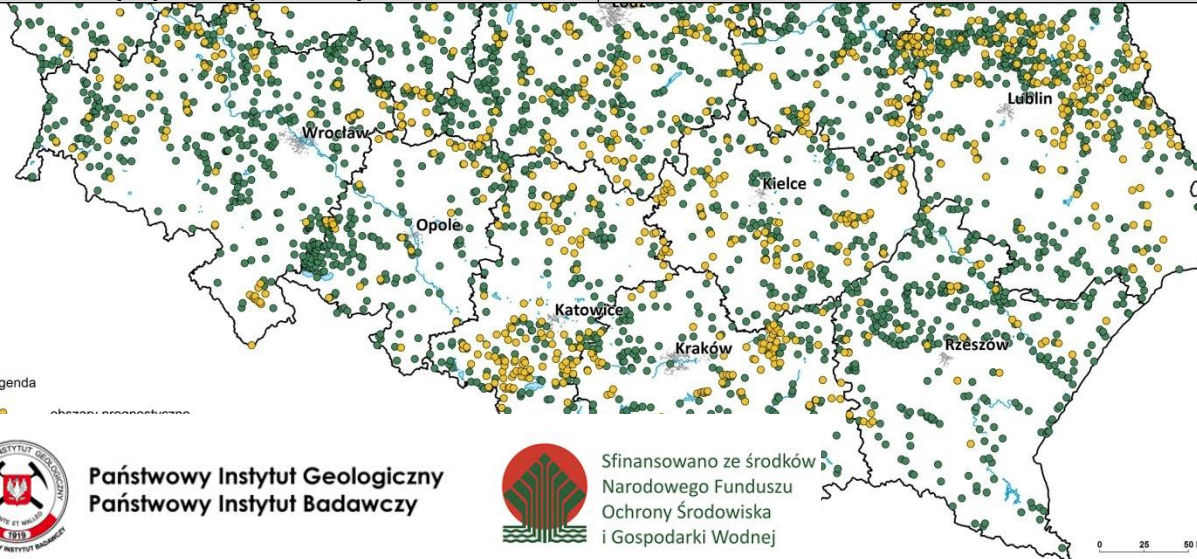 Łódź
Lublin
Wrocław
Kielce
Opole
Katowice
Kraków
Rzeszów
genda
obszary prognostyczne
Państwowy Instytut Geologiczny
Państwowy Instytut Badawczy
1919
Sfinansowano ze środków
Narodowego Funduszu
Ochrony Środowiska
i Gospodarki Wodnej
0 25 50